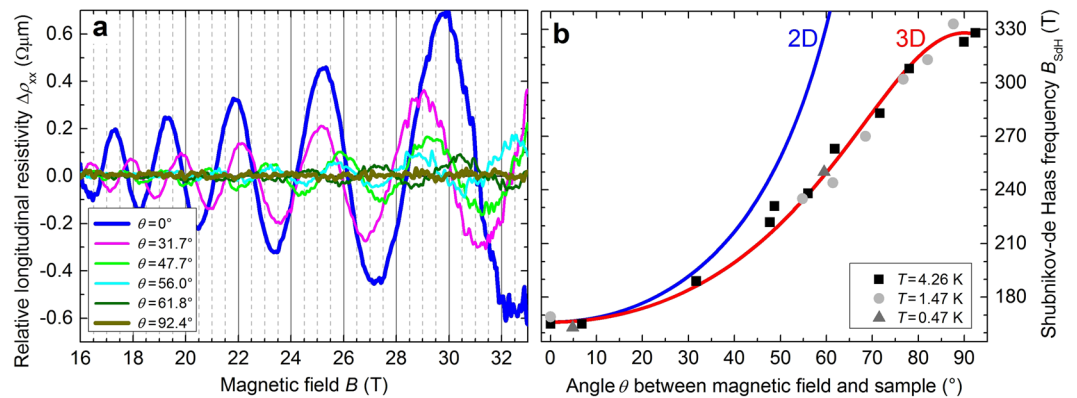 a
Relative longitudinal resistivity Δρxx (Ωµm)
0.6
0.4
0.2
0.0
-0.2
-0.4
-0.6
θ=0°
θ=31.7°
θ=47.7°
θ=56.0°
θ=61.8°
θ=92.4°
16 18 20 22 24 26 28 30 32
Magnetic field B (T)
b
2D
3D
330
300
270
240
210
180
Shubnikov-de Haas frequency BSdH (T)
T=4.26 K
T=1.47 K
T=0.47 K
0 10 20 30 40 50 60 70 80 90
Angle θ between magnetic field and sample (°)